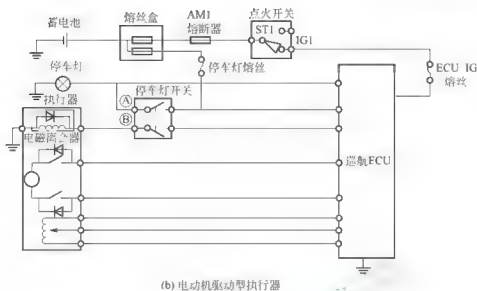 蓄电池
熔丝盒
AM1
熔断器
点火开关
ST1
IG1
停车灯熔丝
ECU IG
熔丝
停车灯
停车灯开关
执行器
A
B
电磁离合器
巡航ECU
(b) 电动机驱动型执行器